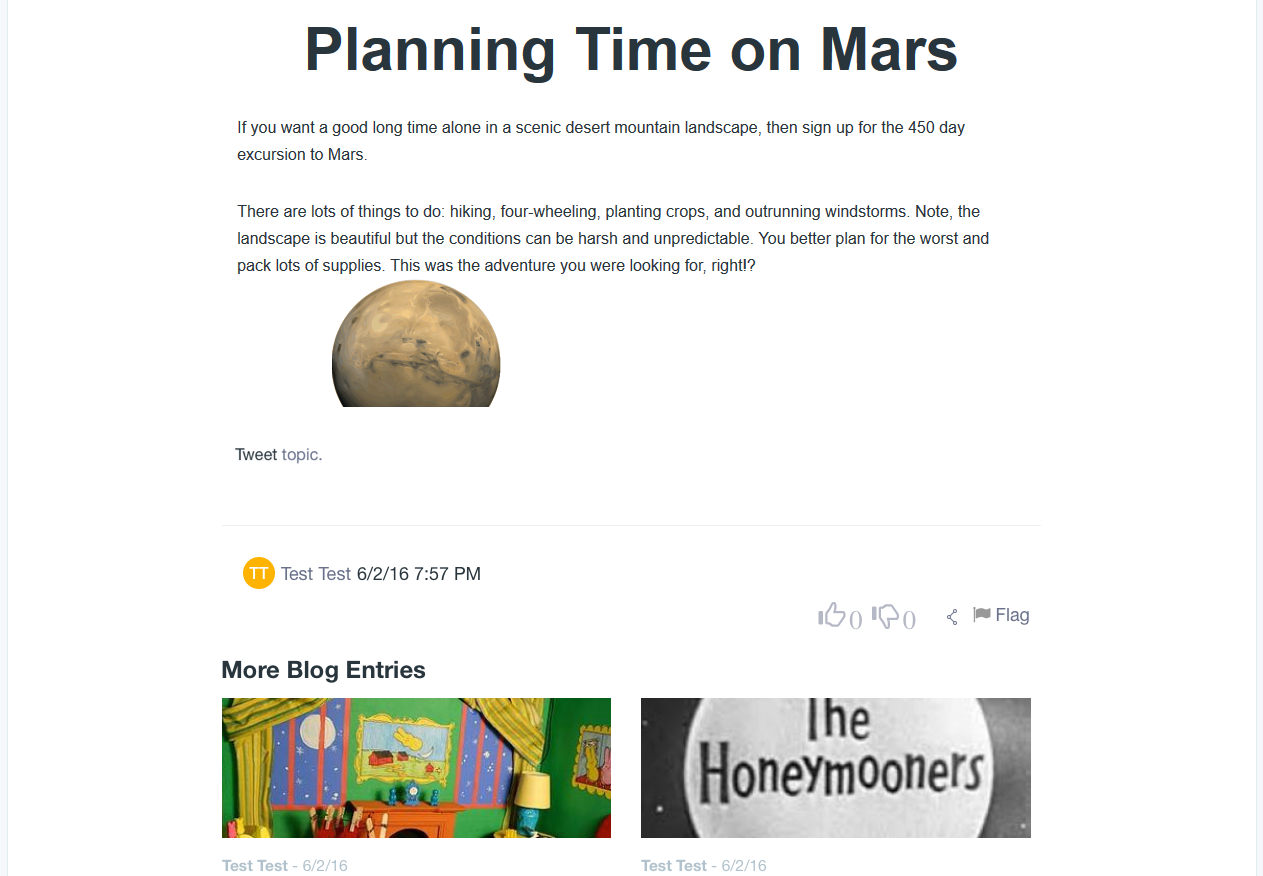 Planning Time on Mars
If you want a good long time alone in a scenic desert mountain landscape, then sign up for the 450 day
excursion to Mars.
There are lots of things to do: hiking, four-wheeling, planting crops, and outrunning windstorms. Note, the
landscape is beautiful but the conditions can be harsh and unpredictable. You better plan for the worst and
pack lots of supplies. This was the adventure you were looking for, right!?
Tweet topic.
TT Test Test 6/2/16 7:57 PM
0 0 Flag
More Blog Entries
The
Honeymooners
Test Test - 6/2/16
Test Test - 6/2/16